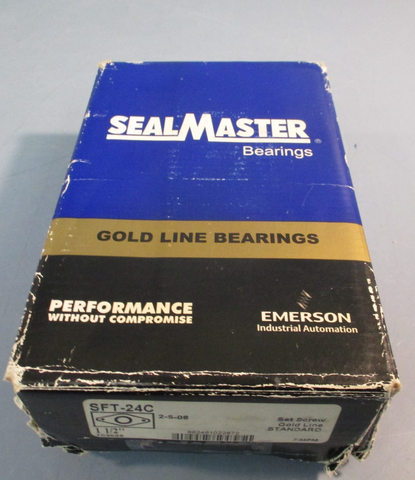 SEALMASTER®
Bearings
GOLD LINE BEARINGS
PERFORMANCE
WITHOUT COMPROMISE
EMERSON
Industrial Automation
SFT-24C
2-5-08
1 1/2"
Set Screw
Gold Line
STANDARD